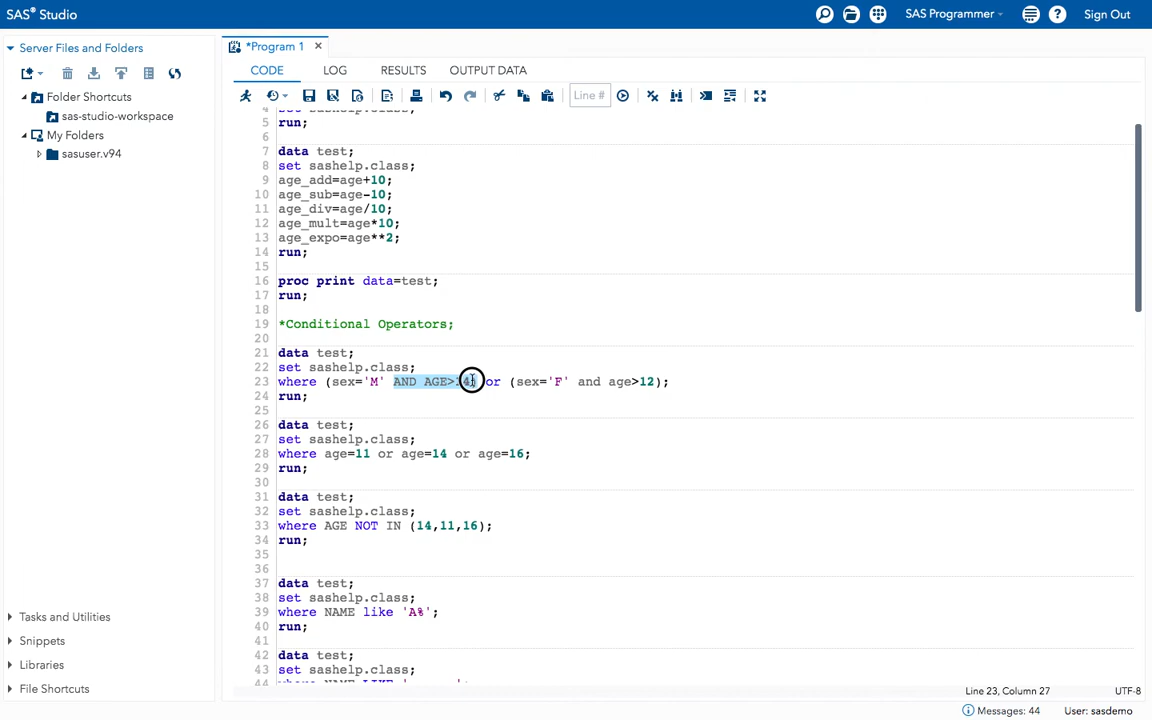 SAS® Studio
SAS Programmer
Sign Out
Server Files and Folders
Folder Shortcuts
sas-studio-workspace
My Folders
sasuser.v94
Tasks and Utilities
Snippets
Libraries
File Shortcuts
*Program 1
CODE LOG RESULTS OUTPUT DATA
Line #
4 set sashelp.class;
5 run;
6
7 data test;
8 set sashelp.class;
9 age_add=age+10;
10 age_sub=age-10;
11 age_div=age/10;
12 age_mult=age*10;
13 age_expo=age**2;
14 run;
15
16 proc print data=test;
17 run;
18
19 *Conditional Operators;
20
21 data test;
22 set sashelp.class;
23 where (sex='M' AND AGE>14) or (sex='F' and age>12);
24 run;
25
26 data test;
27 set sashelp.class;
28 where age=11 or age=14 or age=16;
29 run;
30
31 data test;
32 set sashelp.class;
33 where AGE NOT IN (14,11,16);
34 run;
35
36
37 data test;
38 set sashelp.class;
39 where NAME like 'A%';
40 run;
41
42 data test;
43 set sashelp.class;
44 where NAME LIKE
Line 23, Column 27
UTF-8
Messages: 44
User: sasdemo